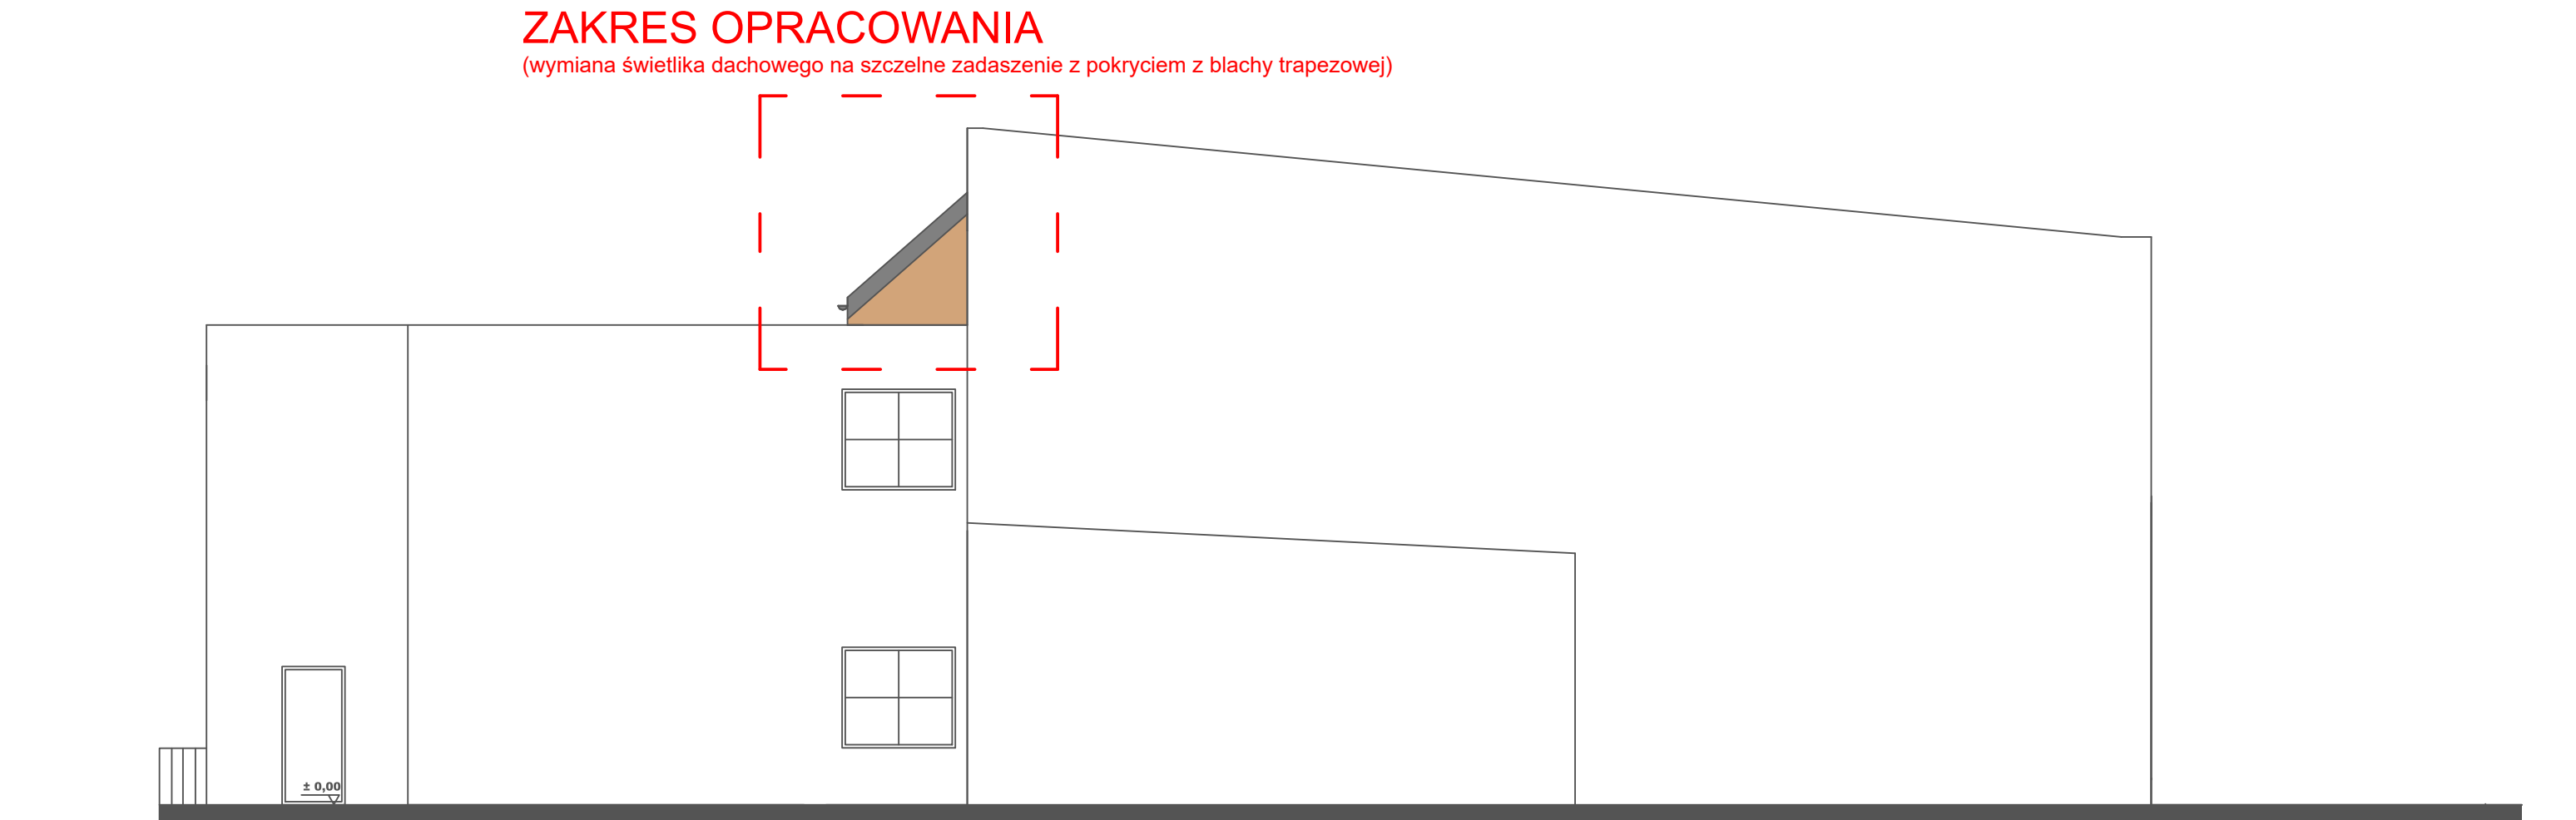 ZAKRES OPRACOWANIA
(wymiana świetlika dachowego na szczelne zadaszenie z pokryciem z blachy trapezowej)
± 0,00